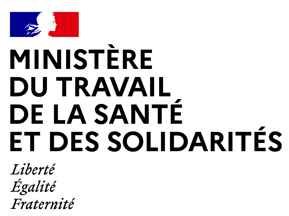 MINISTÈRE
DU TRAVAIL
DE LA SANTÉ
ET DES SOLIDARITÉS
Liberté
Égalité
Fraternité